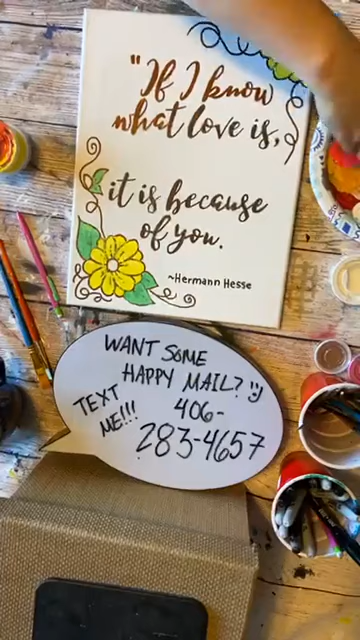 "If I know
what love is,
it is because
of you.
~Hermann Hesse
WANT SOME
HAPPY MAIL?
TEXT
ME!!!
406-
283-4657